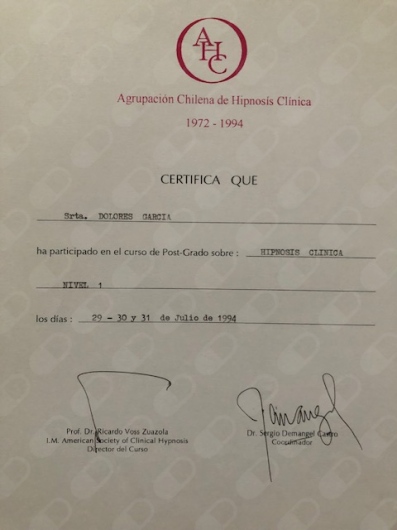 AHC
Agrupación Chilena de Hipnosís Clínica
1972 - 1994
CERTIFICA QUE
Srta. DOLORES GARCIA
ha participado en el curso de Post-Grado sobre : HIPNOSIS CLINICA
NIVEL 1
los días : 29 - 30 y 31 de Julio de 1994
Prof. Dr. Ricardo Voss Zuazola
I.M. American Society of Clinical Hypnosis
Director del Curso
Dr. Sergio Demangel Castro
Coordinador